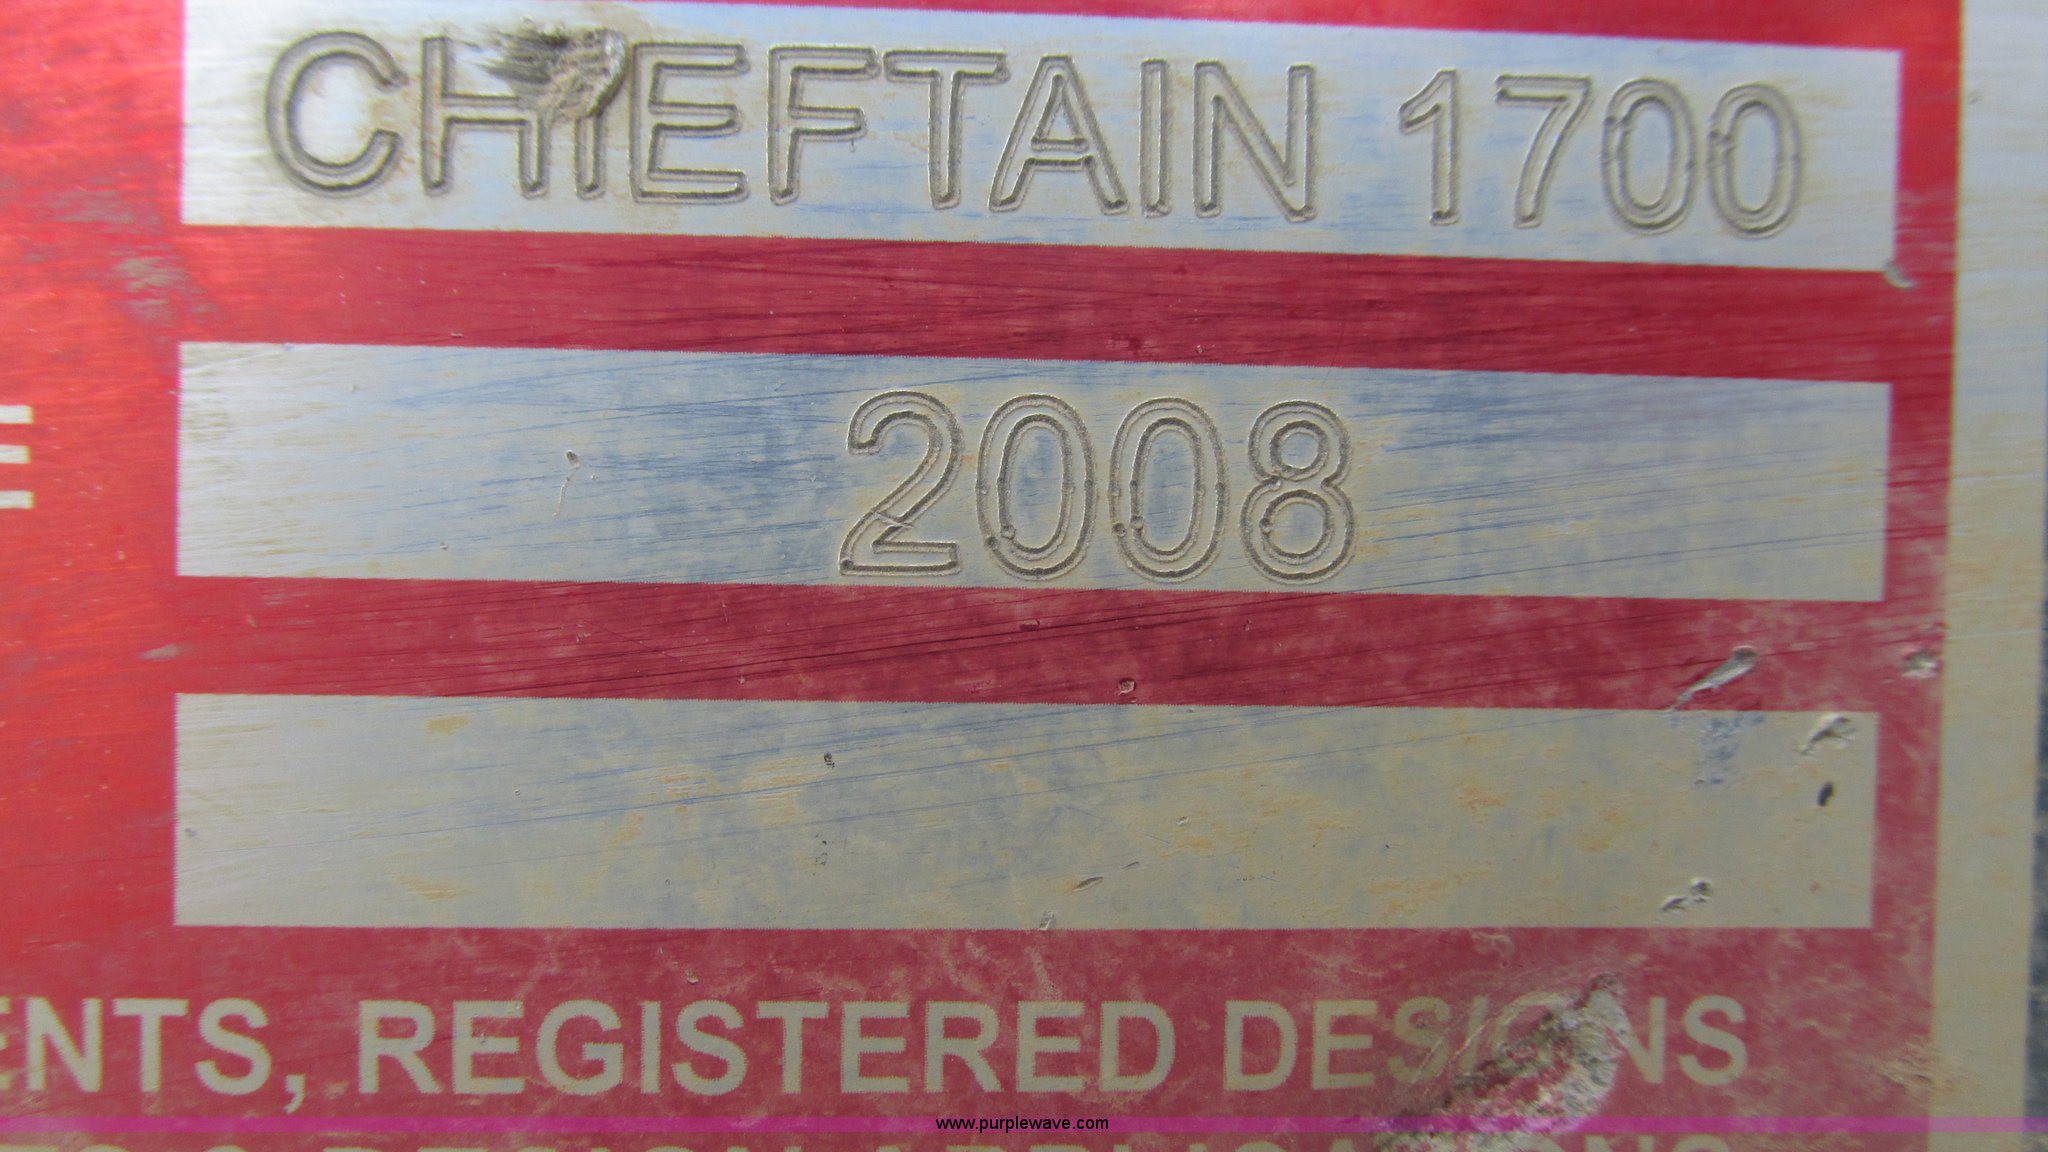 CHIEFTAIN 1700
2008
ENTS, REGISTERED DESIGNS
www.purplewave.com